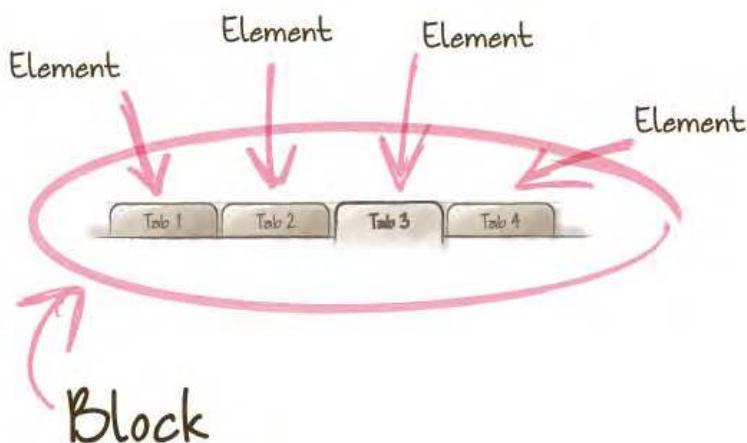 Element
Element
Element
Element
Tab 1
Tab 2
Tab 3
Tab 4
Block